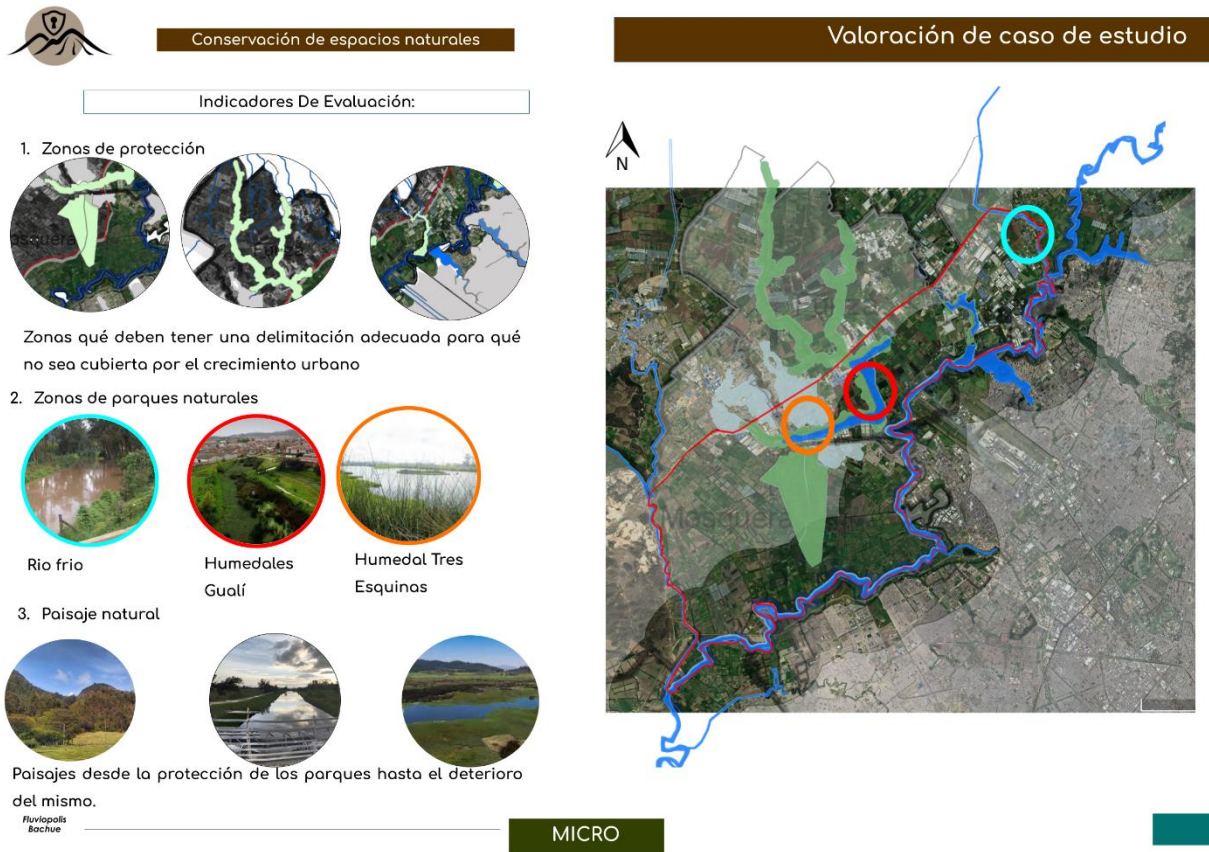 Conservación de espacios naturales
Valoración de caso de estudio
Indicadores De Evaluación:
1. Zonas de protección
Zonas qué deben tener una delimitación adecuada para qué
no sea cubierta por el crecimiento urbano
2. Zonas de parques naturales
Rio frio
Humedales
Gualí
Humedal Tres
Esquinas
3. Paisaje natural
Paisajes desde la protección de los parques hasta el deterioro
del mismo.
Fluviopolis
Bachue
MICRO
N
Mosquera